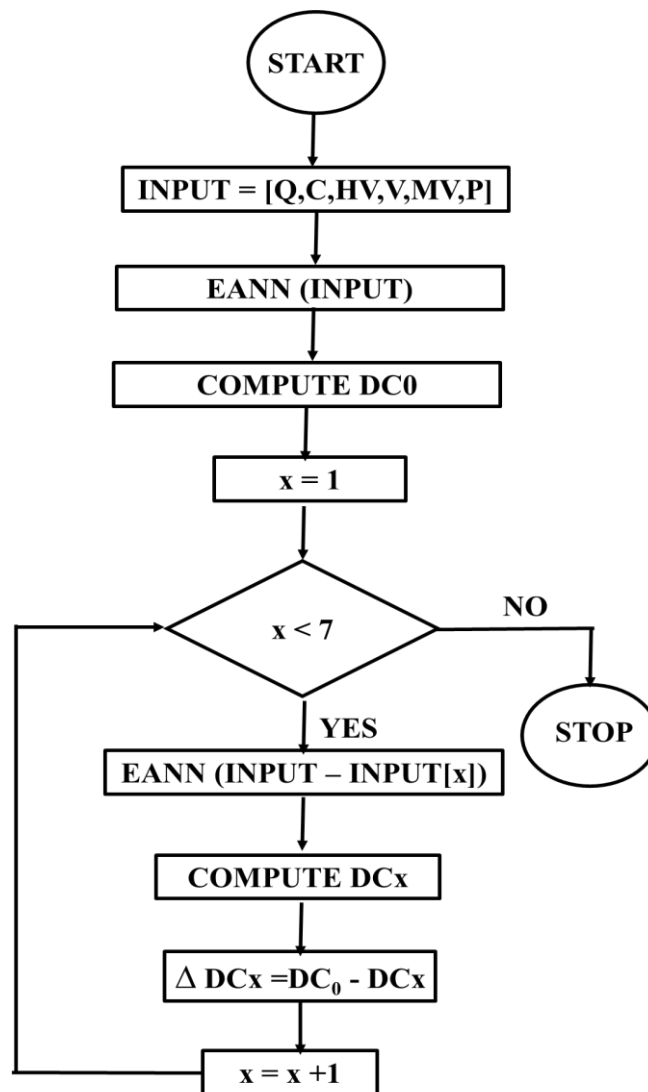 START
INPUT = [Q,C,HV,V,MV,P]
EANN (INPUT)
COMPUTE DC0
x = 1
x < 7
NO
STOP
YES
EANN (INPUT – INPUT[x])
COMPUTE DCx
Δ DCx =DC₀ - DCx
x = x +1